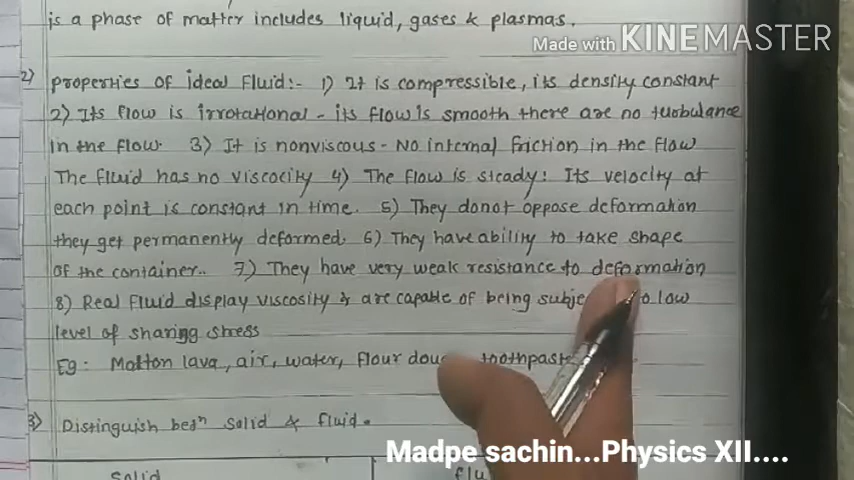 is a phase of matter includes liquid, gases & plasmas.
Made with KINEMASTER
2) properties of ideal Fluid:- 1) It is compressible, its density constant
2) Its flow is irrotational - its flow is smooth there are no tuobulance
in the flow. 3) It is nonviscous - No internal friction in the flow
The fluid has no viscocity 4) The flow is steady: Its velocity at
each point is constant in time. 5) They donot oppose deformation
they get permanently deformed. 6) They have ability to take shape
of the container.. 7) They have very weak resistance to deformation
8) Real fluid display viscosity & are capable of being subje o low
level of sharing stress
Eg: Molton lava, air, water, flour dou toothpast
3) Distinguish betn solid & fluid.
Madpe sachin...Physics XII....
Solid flu